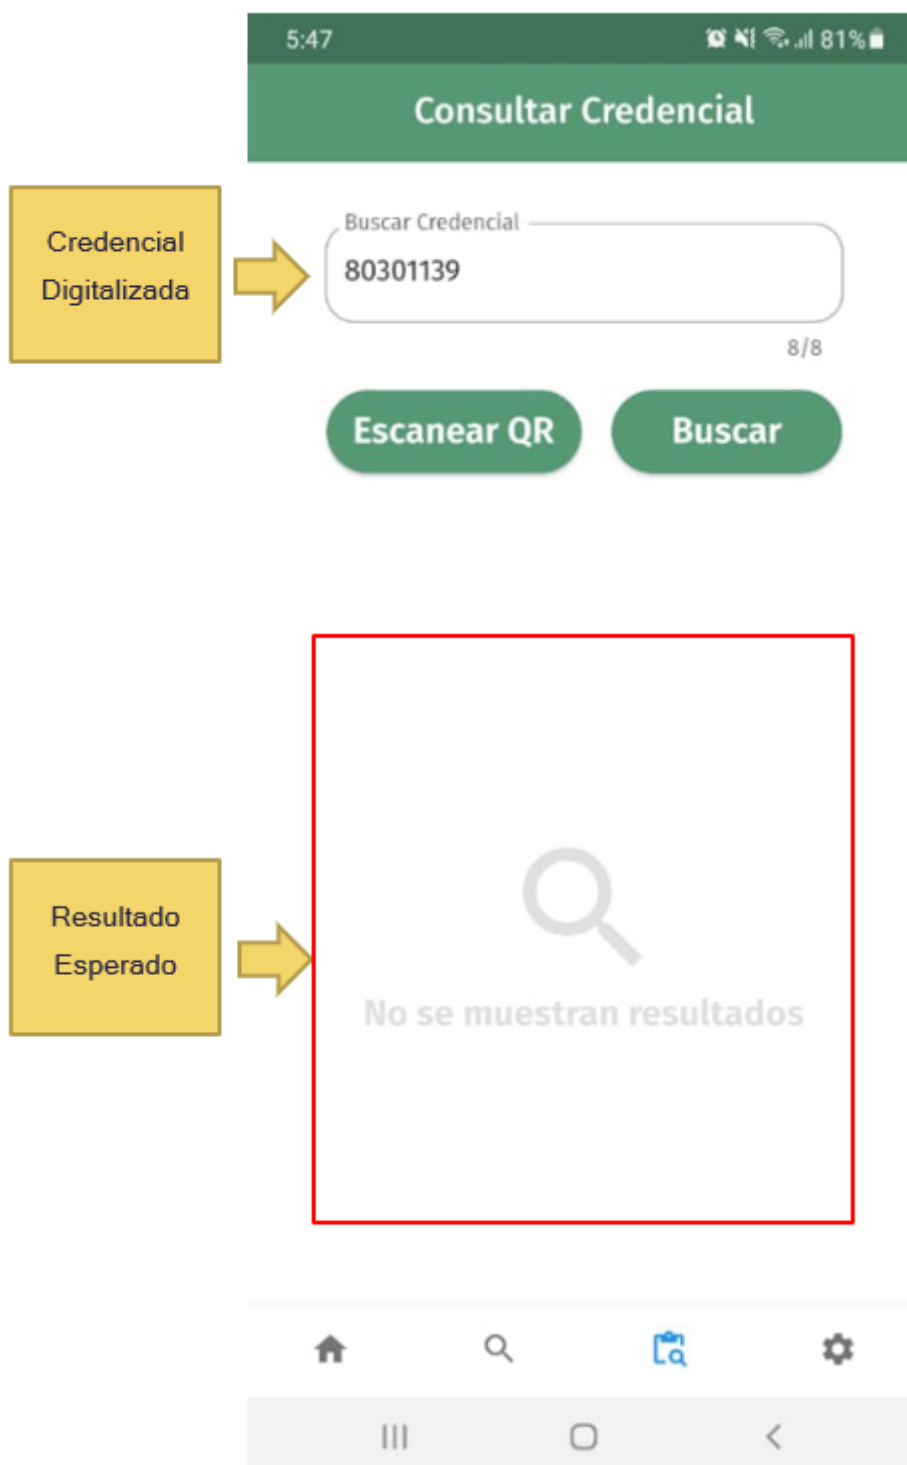 5:47
81%
Consultar Credencial
Credencial
Digitalizada
Buscar Credencial
80301139
8/8
Escanear QR
Buscar
Resultado
Esperado
No se muestran resultados